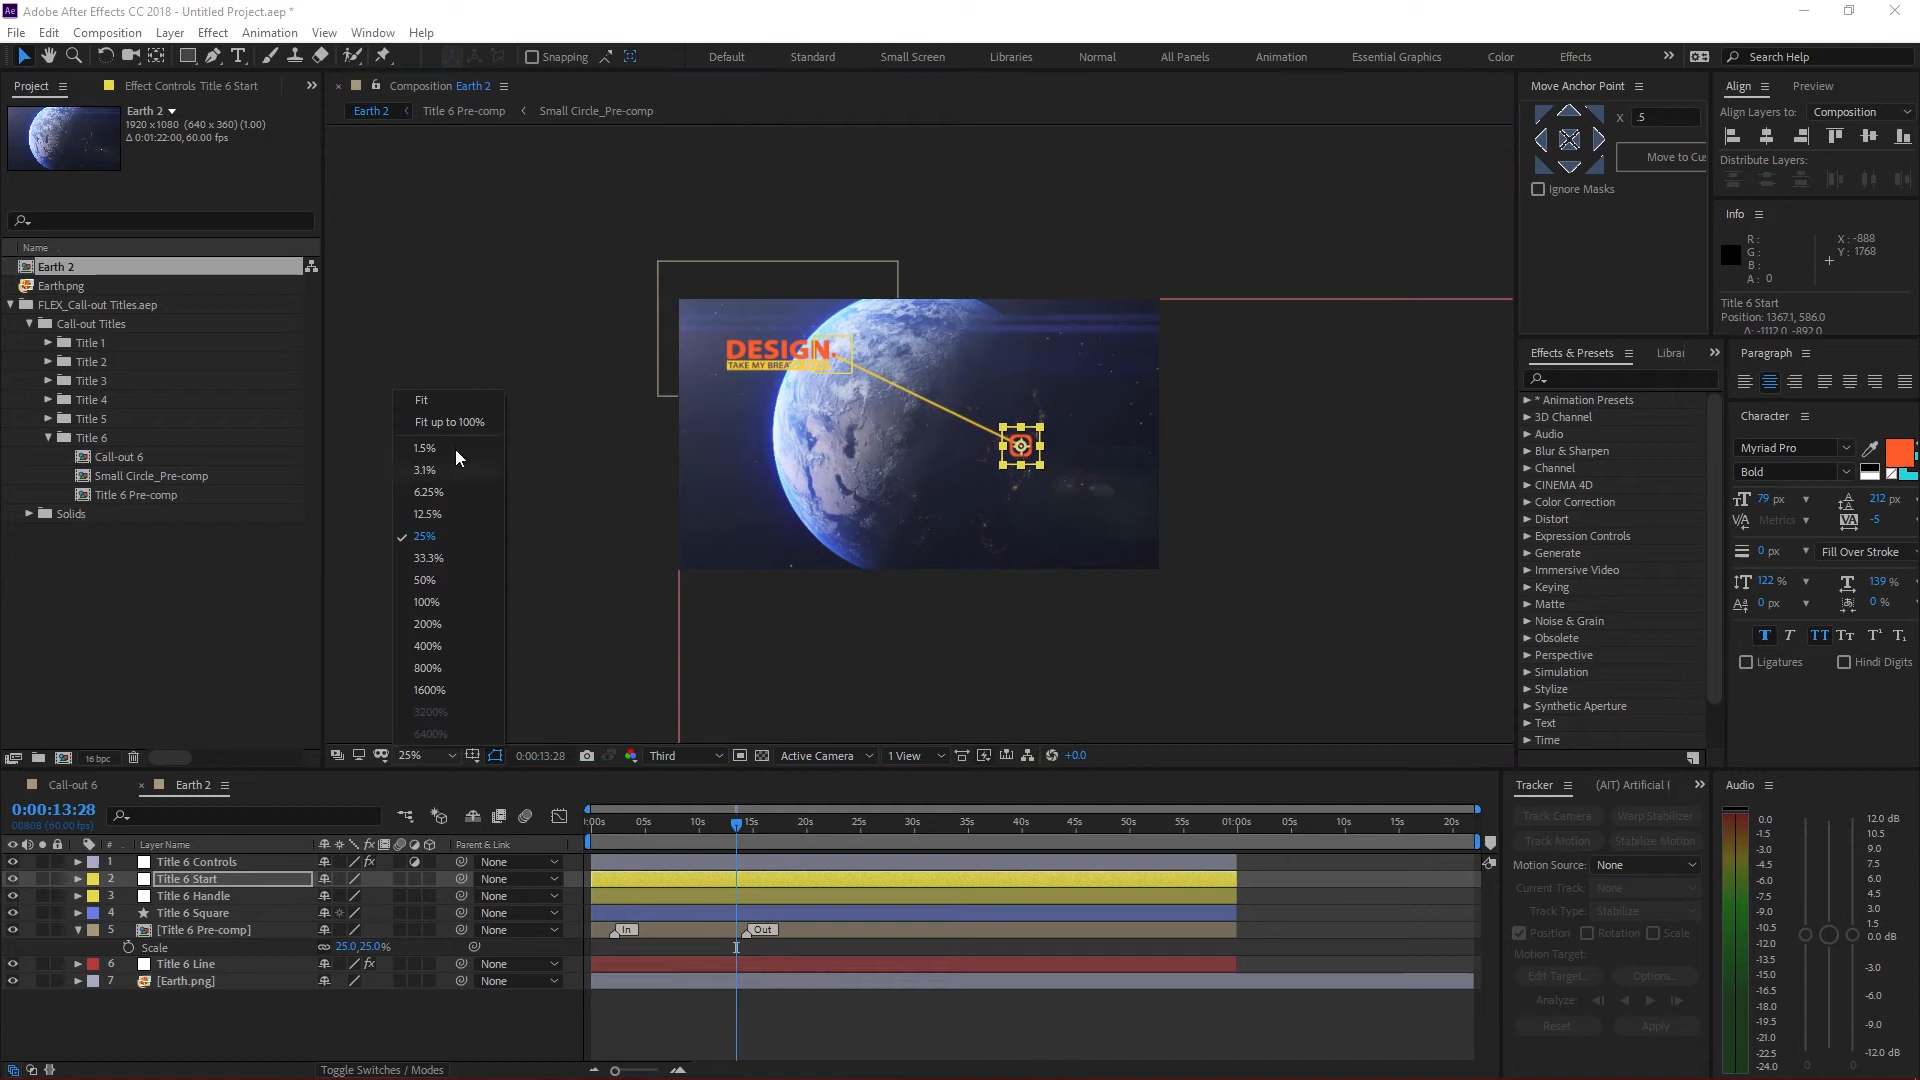 Adobe After Effects CC 2018 - Untitled Project.aep *
File Edit Composition Layer Effect Animation View Window Help
Snapping Default Standard Small Screen Libraries Normal All Panels Animation Essential Graphics Color Effects Search Help
Project Effect Controls Title 6 Start
Composition Earth 2
Earth 2
1920 x1080 (640 x 360) (1.00)
Δ 0:01:22:00, 60.00 fps
Earth 2 Title 6 Pre-comp Small Circle_Pre-comp
Name
Earth 2
Earth.png
FLEX_Call-out Titles.aep
Call-out Titles
Title 1
Title 2
Title 3
Title 4
Title 5
Title 6
Call-out 6
Small Circle_Pre-comp
Title 6 Pre-comp
Solids
16 bpc
DESIGN.
Fit
Fit up to 100%
1.5%
3.1%
6.25%
12.5%
25%
33.3%
50%
100%
200%
400%
800%
1600%
3200%
6400%
25% 0:00:13:28 Third Active Camera 1 View +0.0
Move Anchor Point
X .5
Ignore Masks
Align Preview
Align Layers to: Composition
Distribute Layers:
Info
R :
G :
B :
A : 0
X : -888
Y : 1768
Title 6 Start
Position: 1367.1, 586.0
Δ: -1112.0, -892.0
Effects & Presets
* Animation Presets
3D Channel
Audio
Blur & Sharpen
Channel
CINEMA 4D
Color Correction
Distort
Expression Controls
Generate
Immersive Video
Keying
Matte
Noise & Grain
Obsolete
Perspective
Simulation
Stylize
Synthetic Aperture
Text
Time
Paragraph
Character
Myriad Pro
Bold
79 px 212 px
Metrics -5
0 px Fill Over Stroke
122 % 139 %
0 px 0 %
Ligatures Hindi Digits
Call-out 6 Earth 2
0:00:13:28
00808 (60.00 fps)
# Layer Name Parent & Link
:00s 05s 10s 15s 20s 25s 30s 35s 40s 45s 50s 55s 01:00s 05s 10s 15s 20s
1 Title 6 Controls None
2 Title 6 Start None
3 Title 6 Handle None
4 Title 6 Square None
5 [Title 6 Pre-comp] None In Out
Scale 25.0,25.0%
6 Title 6 Line None
7 [Earth.png] None
Toggle Switches / Modes
Tracker
Track Camera Warp Stabilizer
Track Motion Stabilize Motion
Motion Source: None
Current Track: None
Track Type: Stabilize
Position Rotation Scale
Motion Target:
Edit Target... Options...
Analyze:
Reset Apply
Audio
0.0
-1.5
-3.0
-4.5
-6.0
-7.5
-9.0
-10.5
-12.0
-13.5
-15.0
-16.5
-18.0
-19.5
-21.0
-22.5
-24.0
12.0 dB
10.5
9.0
7.5
6.0
4.5
3.0
1.5
0.0 dB
-3.0
-6.0
-9.0
-12.0 dB
0 0